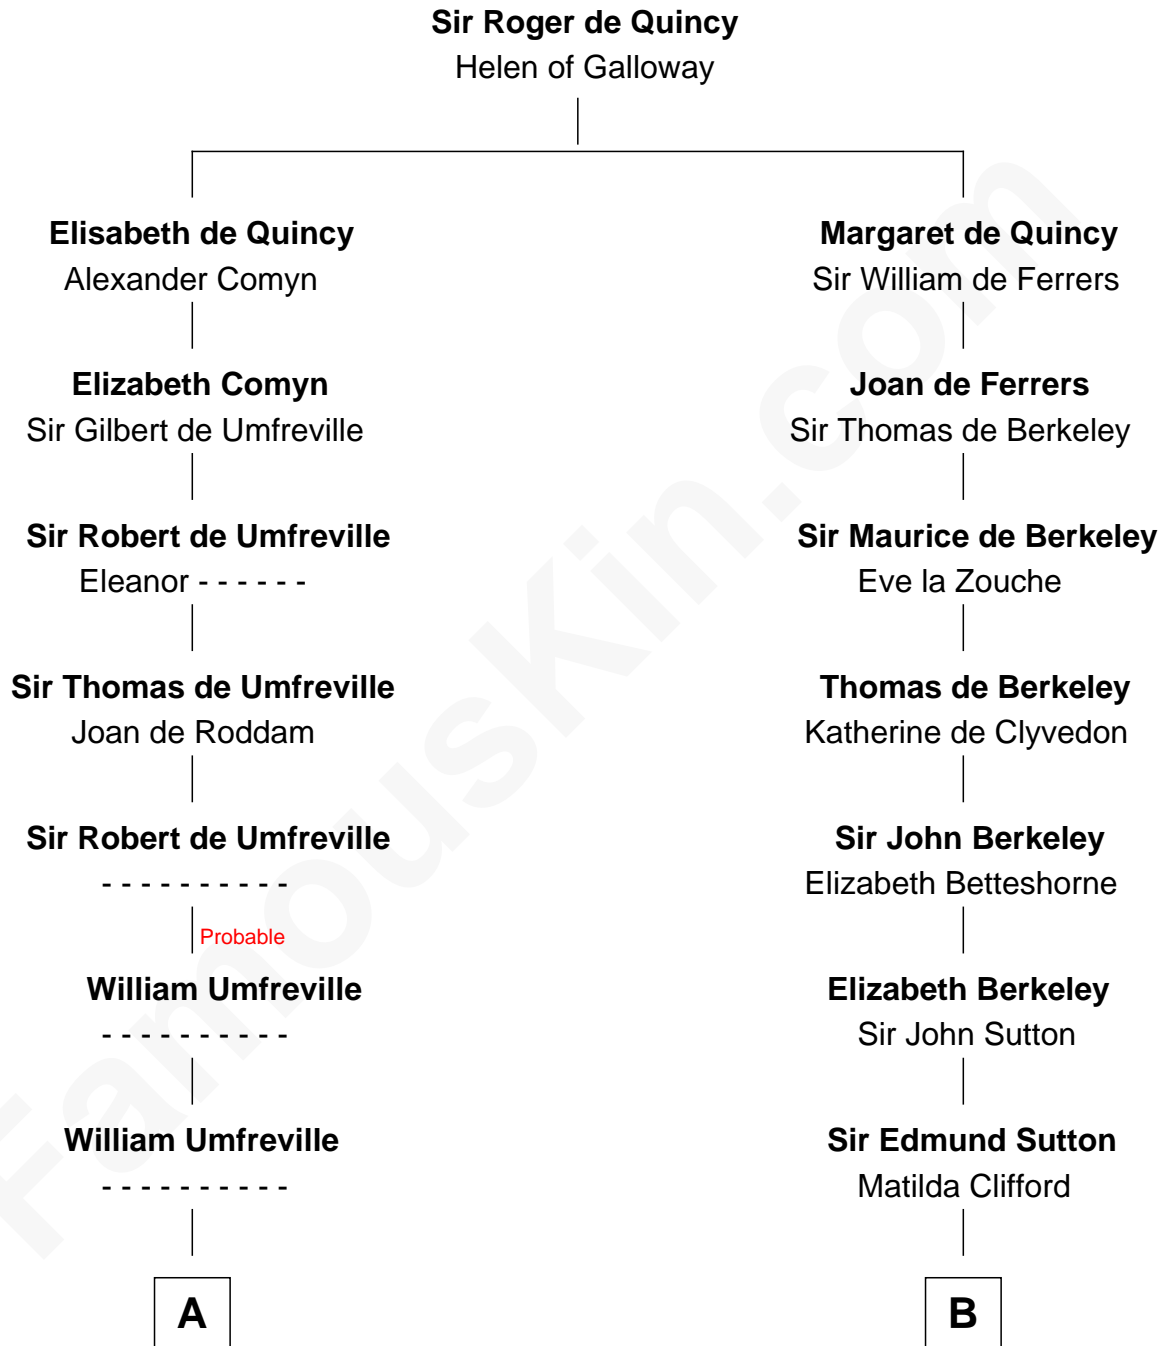 Sir Roger de Quincy
Helen of Galloway
Elisabeth de Quincy
Alexander Comyn
Margaret de Quincy
Sir William de Ferrers
Elizabeth Comyn
Sir Gilbert de Umfreville
Joan de Ferrers
Sir Thomas de Berkeley
Sir Robert de Umfreville
Eleanor - - - - - -
Sir Maurice de Berkeley
Eve la Zouche
Sir Thomas de Umfreville
Joan de Roddam
Thomas de Berkeley
Katherine de Clyvedon
Sir Robert de Umfreville
- - - - - - - - - -
Sir John Berkeley
Elizabeth Betteshorne
Probable
William Umfreville
- - - - - - - - - -
Elizabeth Berkeley
Sir John Sutton
William Umfreville
- - - - - - - - - -
Sir Edmund Sutton
Matilda Clifford
A
B
FamousKin.com